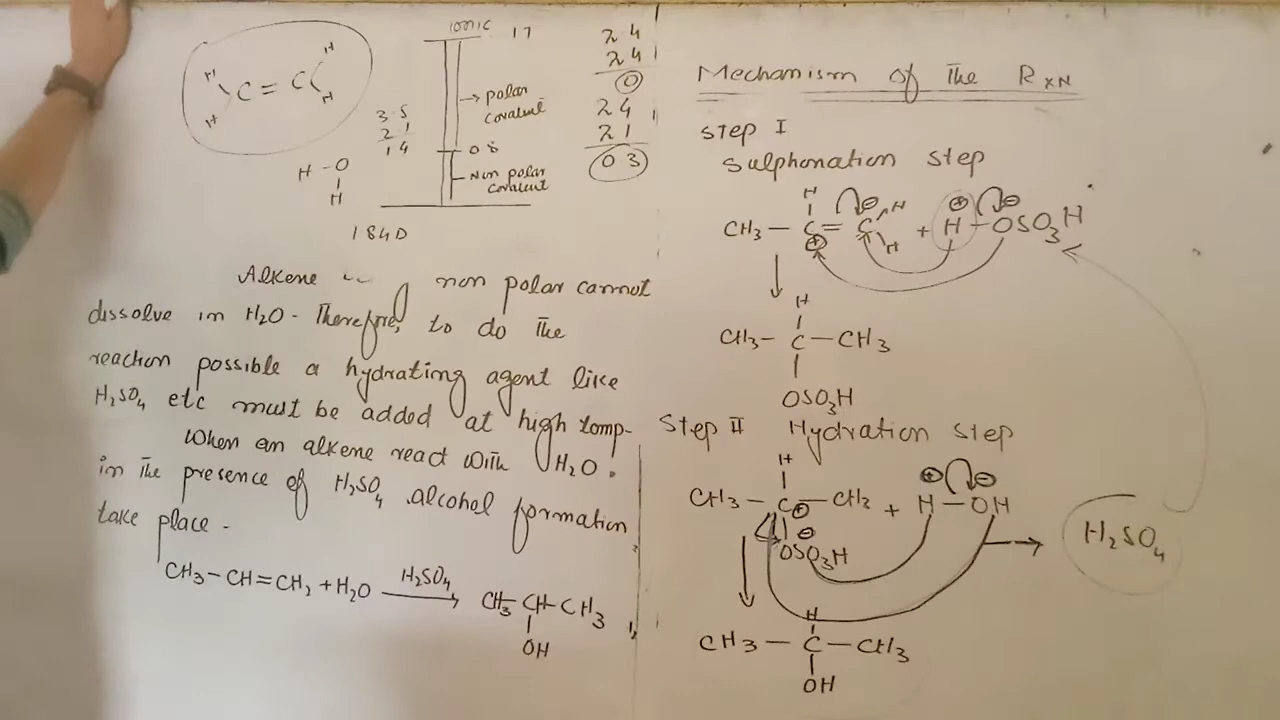 IONIC 1 7
H H
C = C
H H
→ polar
covalent
3 5
2 1
1 4
0 8
Non polar
covalent
H - O
H
1 84 D
2 4
2 4
0
2 4
2 1
0 3
Alkene non polar cannot
dissolve in H2O - Therefore, to do the
reaction possible a hydrating agent like
H2SO4 etc must be added at high temp-
When an alkene react with H2O.
in the presence of H2SO4 alcohol formation
take place -
CH3 - CH = CH2 + H2O H2SO4 → CH3 - CH - CH3
OH
Mechanism of the RXN
Step I
Sulphonation step
H ⊖ H ⊕ ⊖
CH3 - C = C + H - OSO3H
⊕ H
H
CH3 - C - CH3
OSO3H
Step II Hydration step
H ⊕ ⊖
CH3 - C⊕ - CH3 + H - OH
⊖
OSO3H → H2SO4
H
CH3 - C - CH3
OH